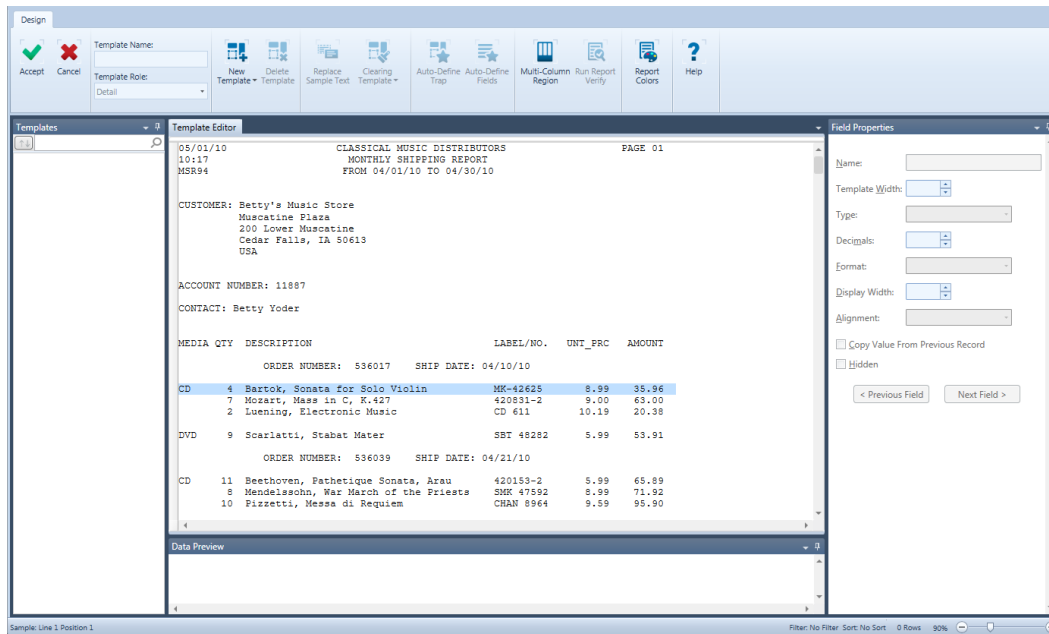 Design
Accept
Cancel
Template Name:
Template Role:
Detail
New Template
Delete Template
Replace Sample Text
Clearing Template
Auto-Define Trap
Auto-Define Fields
Multi-Column Region
Run Report Verify
Report Colors
Help
Templates
Template Editor
05/01/10 CLASSICAL MUSIC DISTRIBUTORS PAGE 01
10:17 MONTHLY SHIPPING REPORT
MSR94 FROM 04/01/10 TO 04/30/10
CUSTOMER: Betty's Music Store
Muscatine Plaza
200 Lower Muscatine
Cedar Falls, IA 50613
USA
ACCOUNT NUMBER: 11887
CONTACT: Betty Yoder
MEDIA QTY DESCRIPTION LABEL/NO. UNT_PRC AMOUNT
ORDER NUMBER: 536017 SHIP DATE: 04/10/10
CD 4 Bartok, Sonata for Solo Violin MK-42625 8.99 35.96
7 Mozart, Mass in C, K.427 420831-2 9.00 63.00
2 Luening, Electronic Music CD 611 10.19 20.38
DVD 9 Scarlatti, Stabat Mater SBT 48282 5.99 53.91
ORDER NUMBER: 536039 SHIP DATE: 04/21/10
CD 11 Beethoven, Pathetique Sonata, Arau 420153-2 5.99 65.89
8 Mendelssohn, War March of the Priests SMK 47592 8.99 71.92
10 Pizzetti, Messa di Requiem CHAN 8964 9.59 95.90
Data Preview
Field Properties
Name:
Template Width:
Type:
Decimals:
Format:
Display Width:
Alignment:
Copy Value From Previous Record
Hidden
< Previous Field
Next Field >
Sample: Line 1 Position 1
Filter: No Filter Sort: No Sort 0 Rows 90%